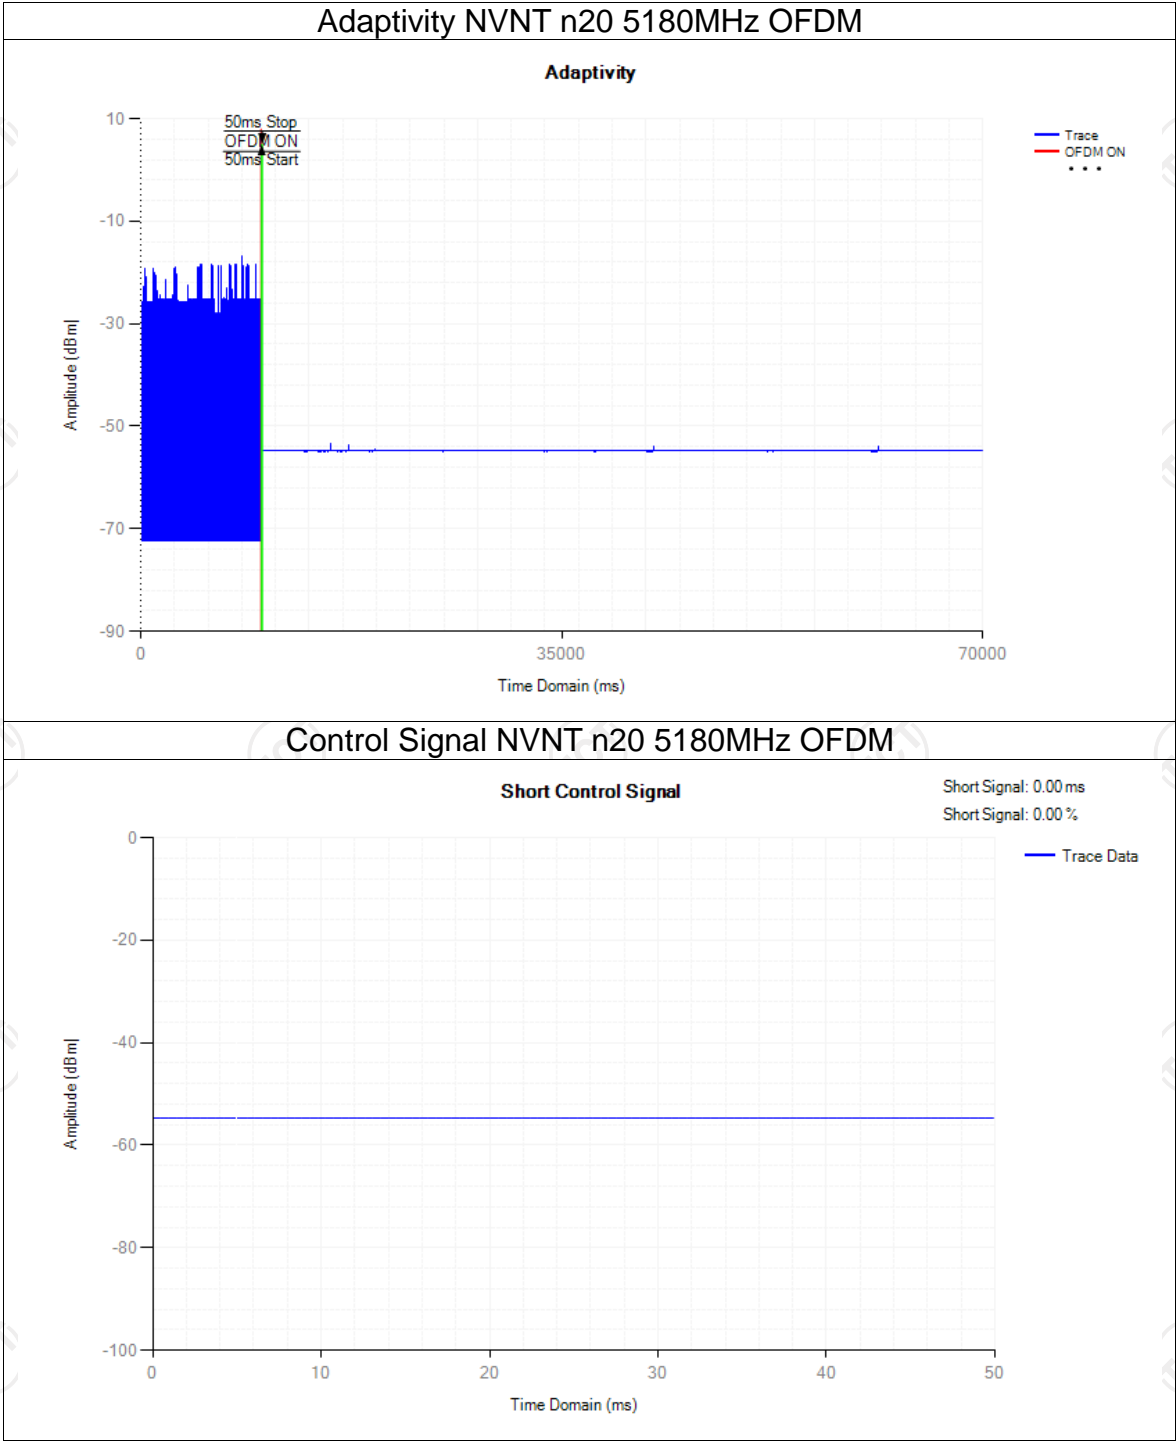 Adaptivity NVNT n20 5180MHz OFDM
Adaptivity
10
-10
-30
-50
-70
-90
Amplitude [dBm]
50ms Stop
OFDM ON
50ms Start
Trace
OFDM ON
0
35000
70000
Time Domain (ms)
Control Signal NVNT n20 5180MHz OFDM
Short Control Signal
Short Signal: 0.00 ms
Short Signal: 0.00 %
Trace Data
0
-20
-40
-60
-80
-100
Amplitude [dBm]
0
10
20
30
40
50
Time Domain (ms)